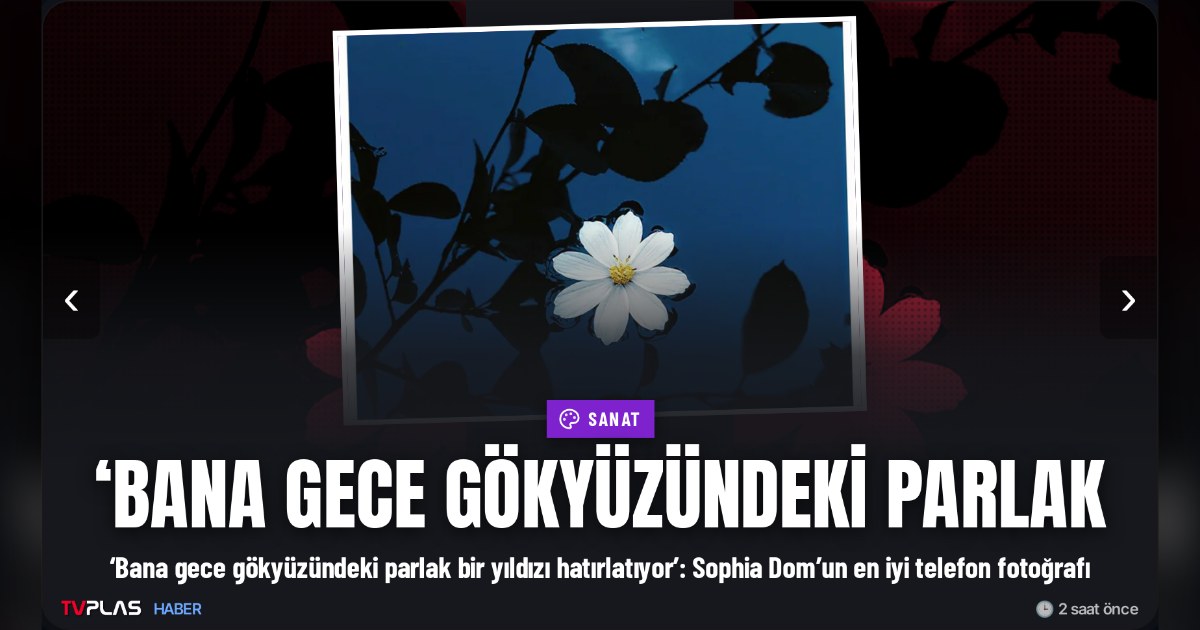 SANAT
‘BANA GECE GÖKYÜZÜNDEKİ PARLAK
‘Bana gece gökyüzündeki parlak bir yıldızı hatırlatıyor’: Sophia Dom’un en iyi telefon fotoğrafı
TVPLAS HABER
2 saat önce